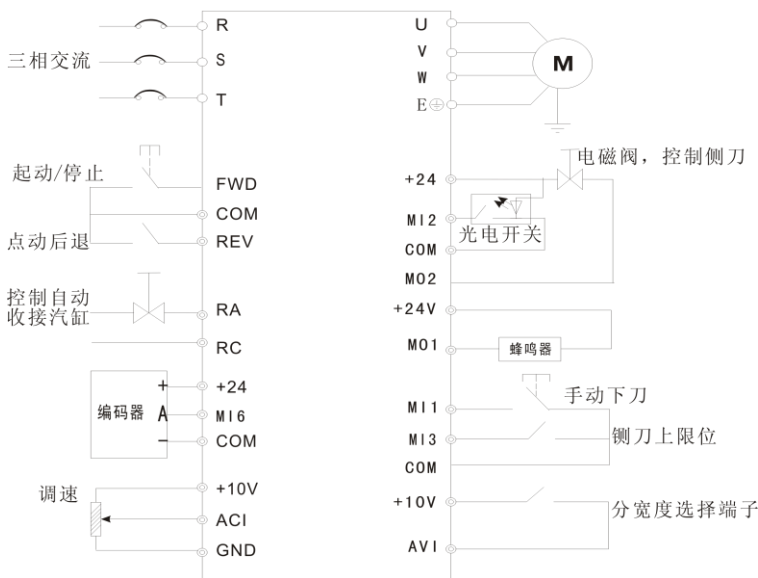 三相交流
R
S
T
起动/停止
FWD
COM
点动后退
REV
控制自动
收接汽缸
RA
RC
编码器
+
A
−
+24
MI6
COM
调速
+10V
ACI
GND
U
V
W
E
M
+24
电磁阀，控制侧刀
MI2
光电开关
COM
MO2
+24V
MO1
蜂鸣器
手动下刀
MI1
MI3
铡刀上限位
COM
+10V
分宽度选择端子
AVI